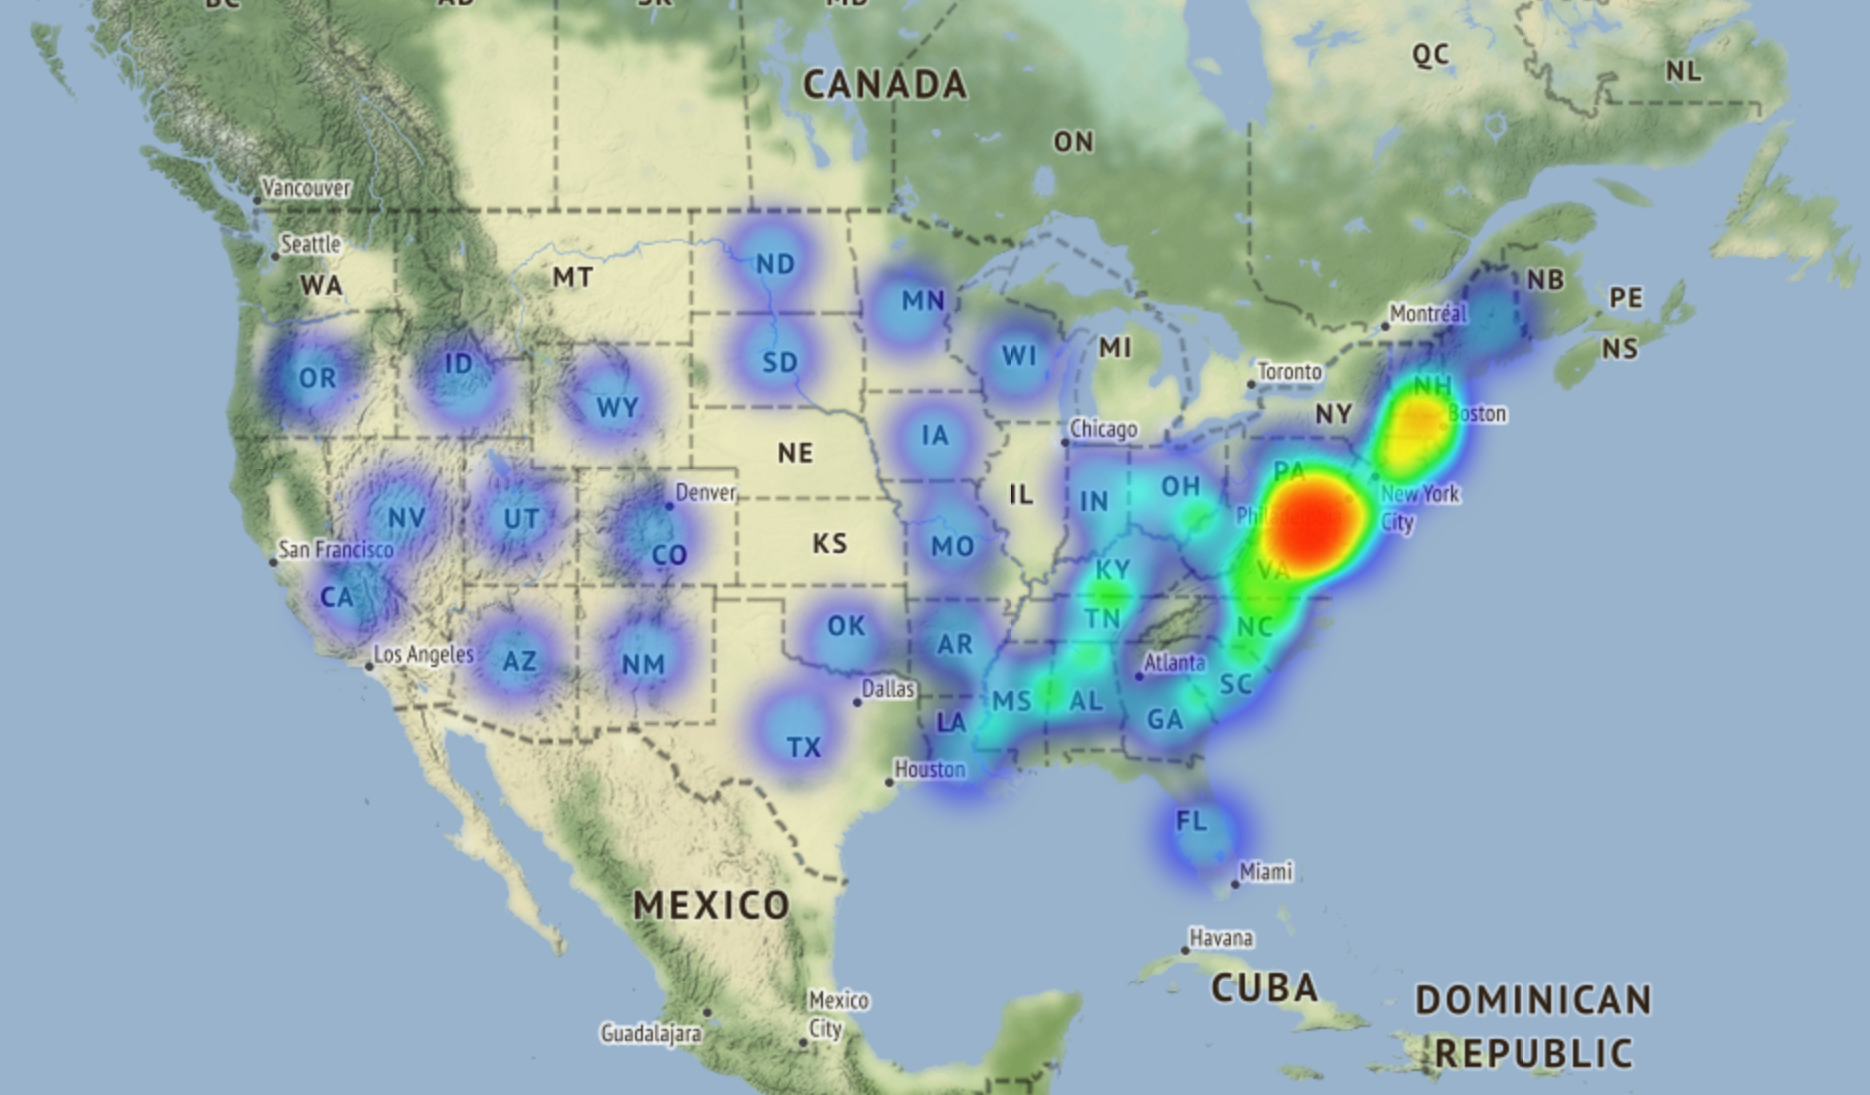 BC
AB
SK
MB
CANADA
QC
NL
ON
Vancouver
Seattle
WA
MT
ND
MN
NB
PE
Montréal
NS
OR
ID
WY
SD
WI
MI
Toronto
NH
NY
Boston
IA
Chicago
NE
PA
IN
OH
New York
City
IL
Denver
NV
UT
Philadelphia
San Francisco
CO
KS
MO
KY
VA
CA
TN
NC
OK
AR
Los Angeles
AZ
NM
Atlanta
Dallas
SC
MS
AL
GA
LA
TX
Houston
FL
Miami
MEXICO
Havana
CUBA
DOMINICAN
REPUBLIC
Mexico
City
Guadalajara